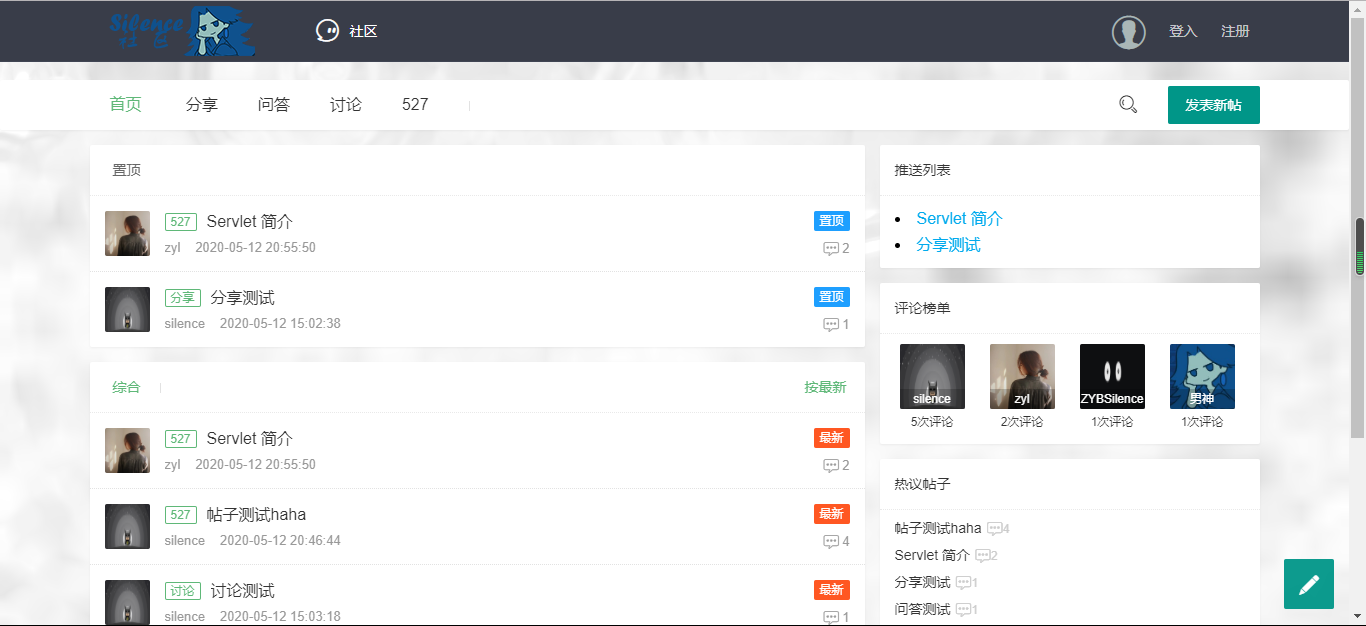 Silence
社 区
社区
登入
注册
首页
分享
问答
讨论
527
发表新帖
置顶
527 Servlet 简介
置顶
zyl 2020-05-12 20:55:50
2
分享 分享测试
置顶
silence 2020-05-12 15:02:38
1
综合
按最新
527 Servlet 简介
最新
zyl 2020-05-12 20:55:50
2
527 帖子测试haha
最新
silence 2020-05-12 20:46:44
4
讨论 讨论测试
最新
silence 2020-05-12 15:03:18
1
推送列表
Servlet 简介
分享测试
评论榜单
silence
zyl
ZYBSilence
男神
5次评论
2次评论
1次评论
1次评论
热议帖子
帖子测试haha 4
Servlet 简介 2
分享测试 1
问答测试 1